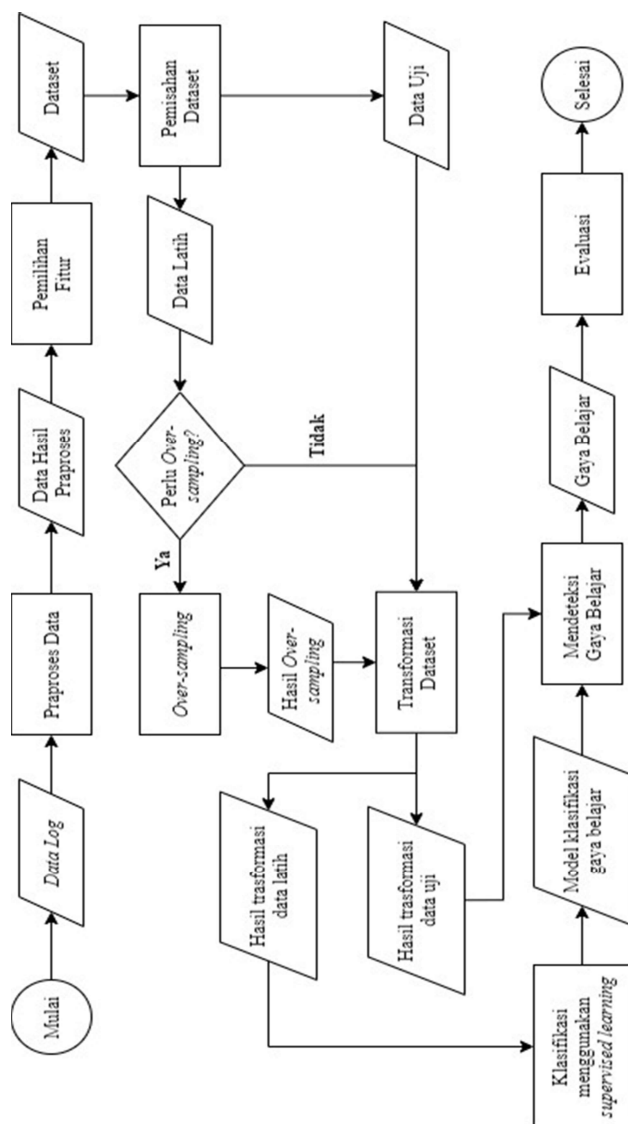 Mulai
Data Log
Praproses Data
Data Hasil
Praproses
Pemilihan
Fitur
Dataset
Pemisahan
Dataset
Data Latih
Data Uji
Perlu Over-
sampling?
Ya
Tidak
Over-sampling
Hasil Over-
sampling
Transformasi
Dataset
Hasil trasformasi
data latih
Hasil trasformasi
data uji
Klasifikasi
menggunakan
supervised learning
Model klasifikasi
gaya belajar
Mendeteksi
Gaya Belajar
Gaya Belajar
Evaluasi
Selesai